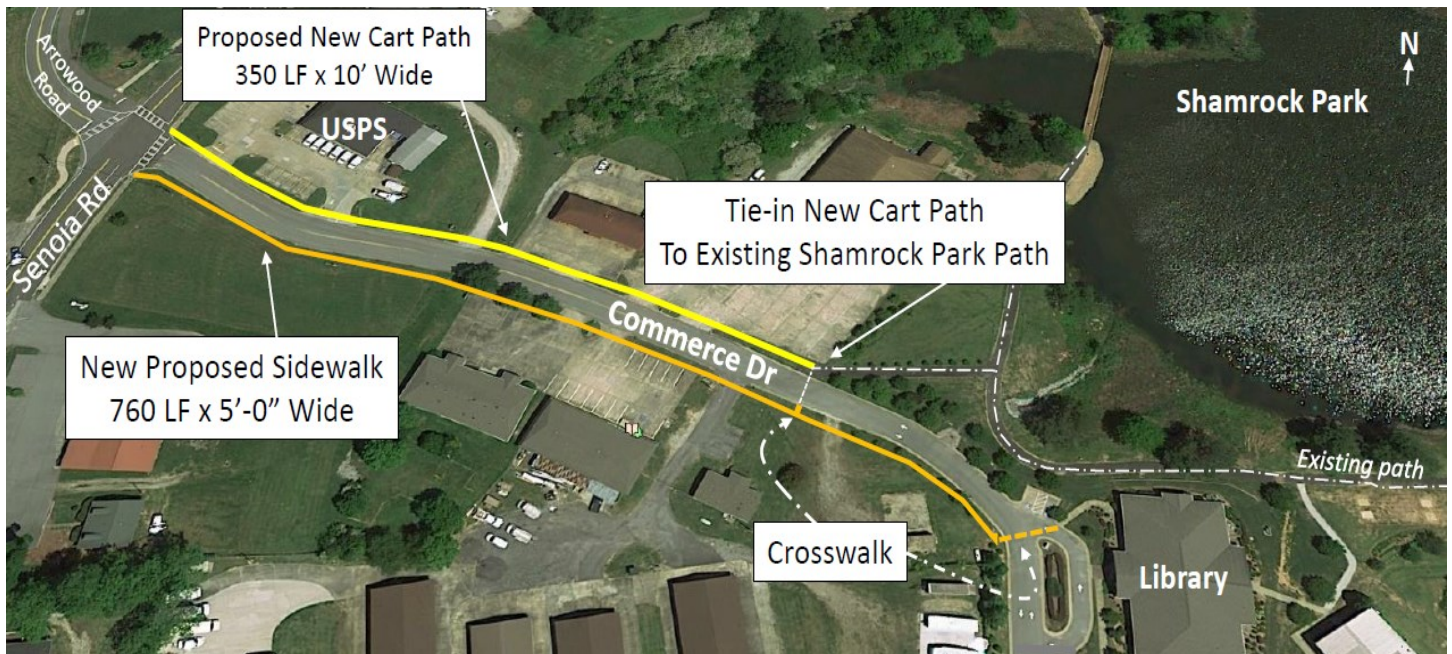 Arrowood
Road
Proposed New Cart Path
350 LF x 10' Wide
USPS
N
Shamrock Park
Senoia Rd
Tie-in New Cart Path
To Existing Shamrock Park Path
New Proposed Sidewalk
760 LF x 5'-0” Wide
Commerce Dr
Existing path
Crosswalk
Library